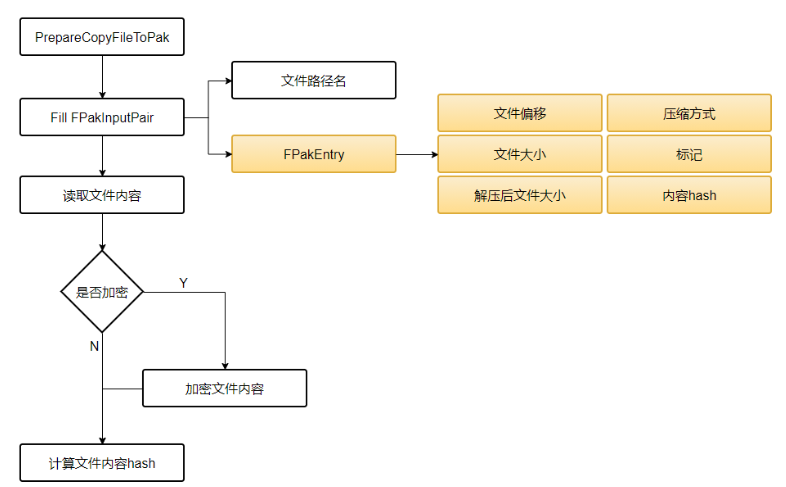 PrepareCopyFileToPak
文件路径名
Fill FPakInputPair
FPakEntry
文件偏移
压缩方式
文件大小
标记
解压后文件大小
内容hash
读取文件内容
是否加密
Y
N
加密文件内容
计算文件内容hash